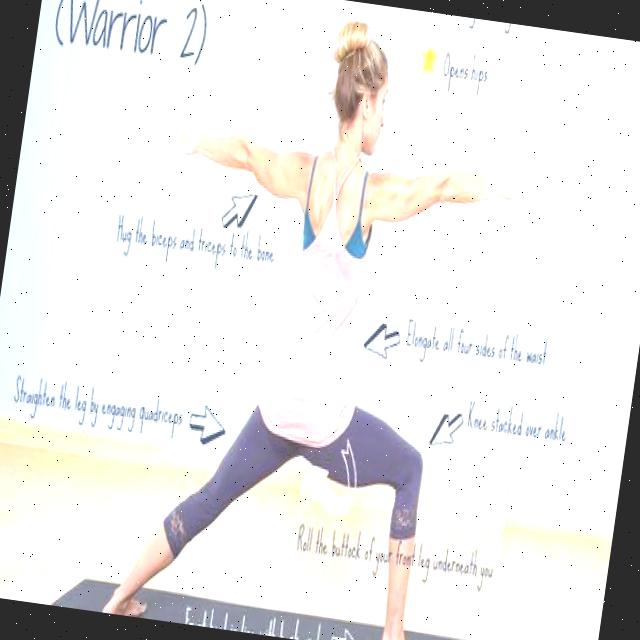 (Warrior 2)
Opens hips
Hug the biceps and triceps to the bone
Elongate all four sides of the waist
Straighten the leg by engaging quadriceps
Knee stacked over ankle
Roll the buttock of your front leg underneath you